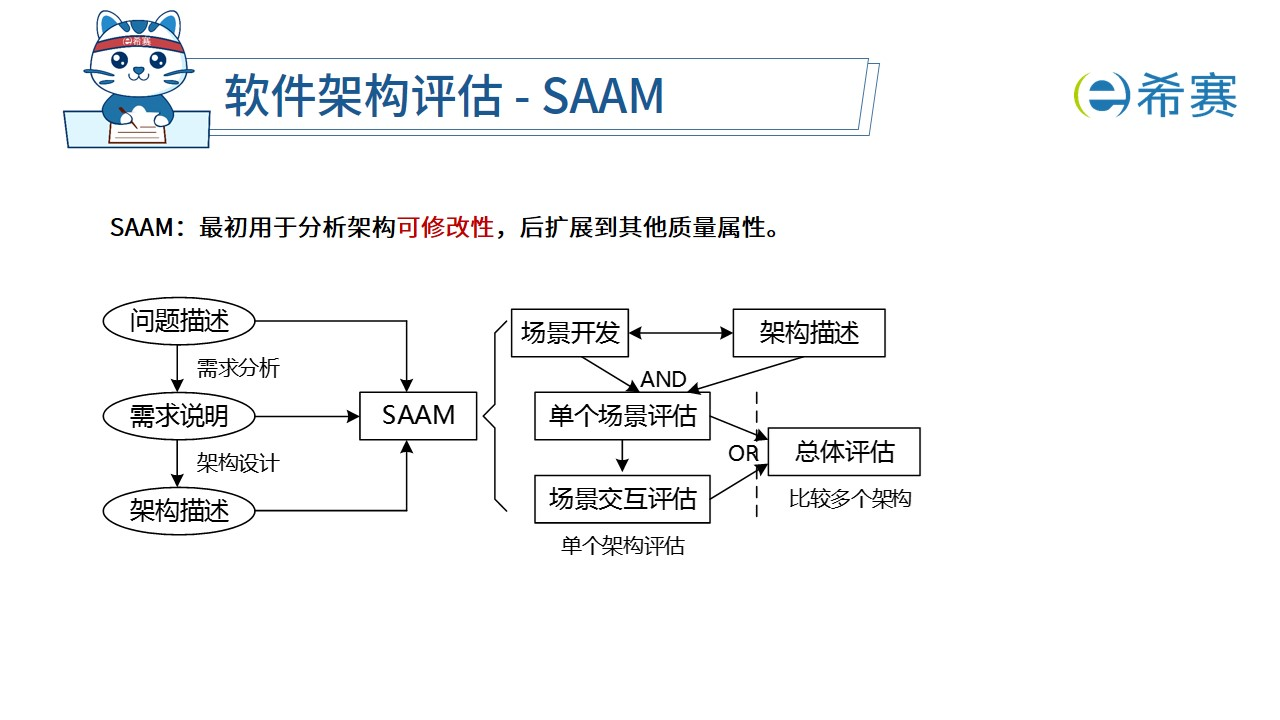 希赛
软件架构评估 - SAAM
希赛
SAAM：最初用于分析架构可修改性，后扩展到其他质量属性。
问题描述
需求分析
需求说明
架构设计
架构描述
SAAM
场景开发
架构描述
AND
单个场景评估
OR
总体评估
场景交互评估
比较多个架构
单个架构评估